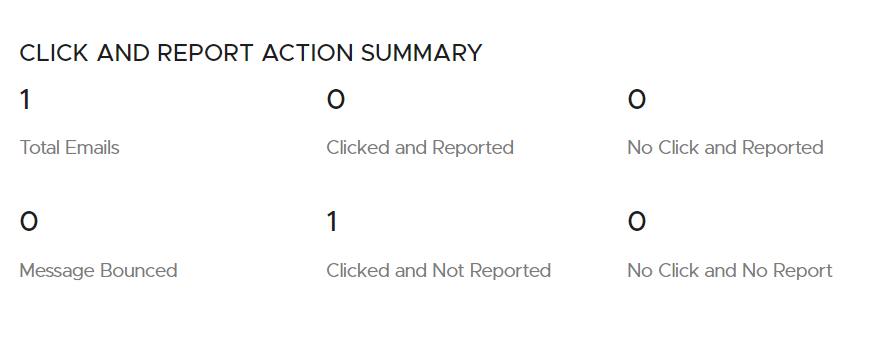 CLICK AND REPORT ACTION SUMMARY
1 0 0
Total Emails Clicked and Reported No Click and Reported
0 1 0
Message Bounced Clicked and Not Reported No Click and No Report